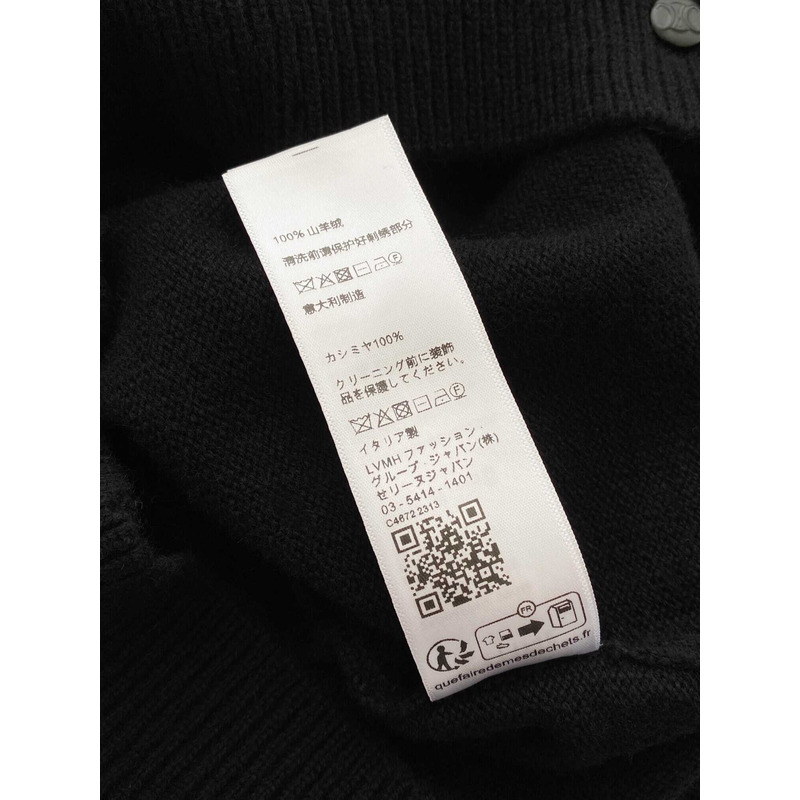 100% 山羊绒
清洗前请保护好刺绣部分
意大利制造
カシミヤ100%
クリーニング前に装飾
品を保護してください。
イタリア製
LVMH ファッション・
グループ・ジャパン(株)
セリーヌジャパン
03-5414-1401
C4672 2313
FR
quefairedemesdechets.fr